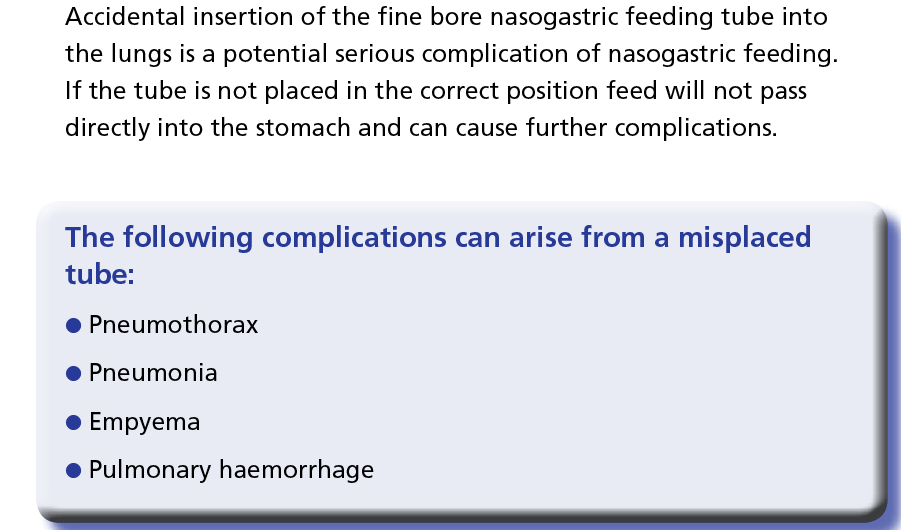 Accidental insertion of the fine bore nasogastric feeding tube into
the lungs is a potential serious complication of nasogastric feeding.
If the tube is not placed in the correct position feed will not pass
directly into the stomach and can cause further complications.
The following complications can arise from a misplaced
tube:
● Pneumothorax
● Pneumonia
● Empyema
● Pulmonary haemorrhage